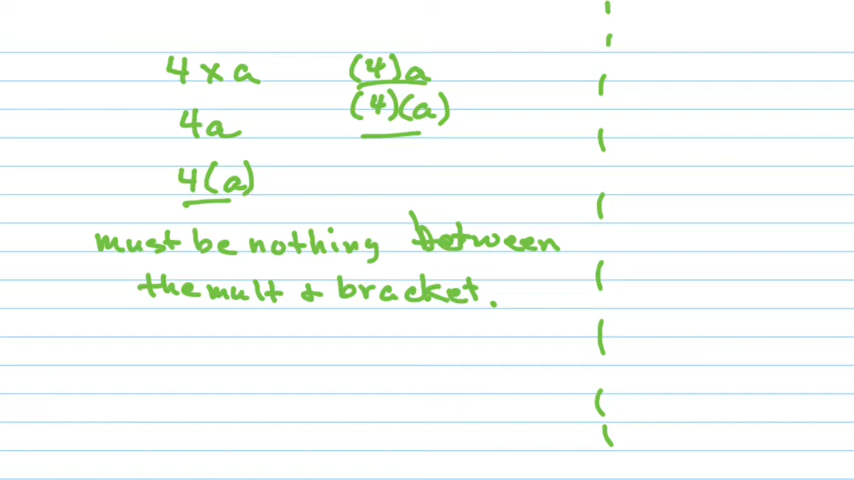 4 × a
(4)a
(4)(a)
4a
4(a)
must be nothing between
the mult & bracket.